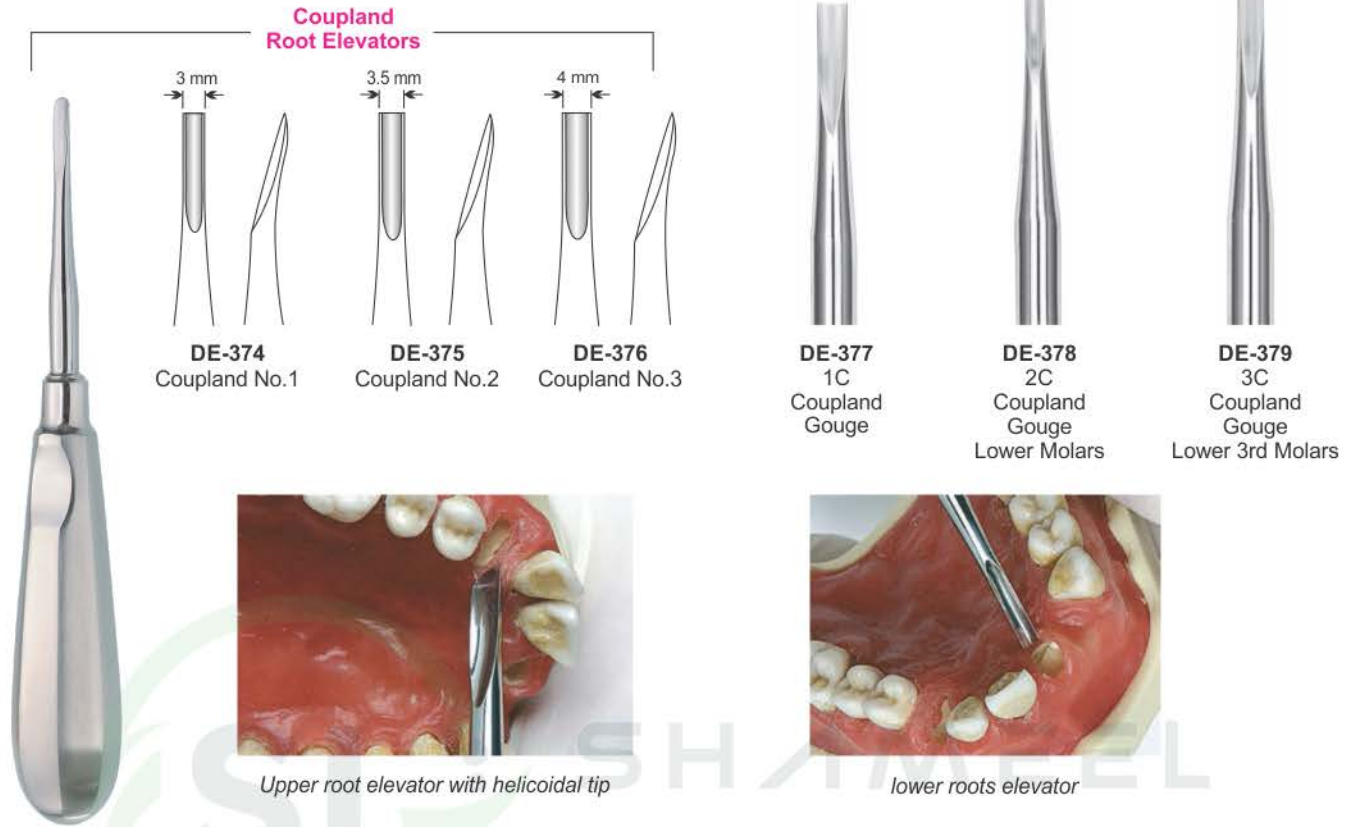 Coupland
Root Elevators
3 mm
3.5 mm
4 mm
DE-374
Coupland No.1
DE-375
Coupland No.2
DE-376
Coupland No.3
DE-377
1C
Coupland
Gouge
DE-378
2C
Coupland
Gouge
Lower Molars
DE-379
3C
Coupland
Gouge
Lower 3rd Molars
Upper root elevator with helicoidal tip
lower roots elevator
SHAMEEL